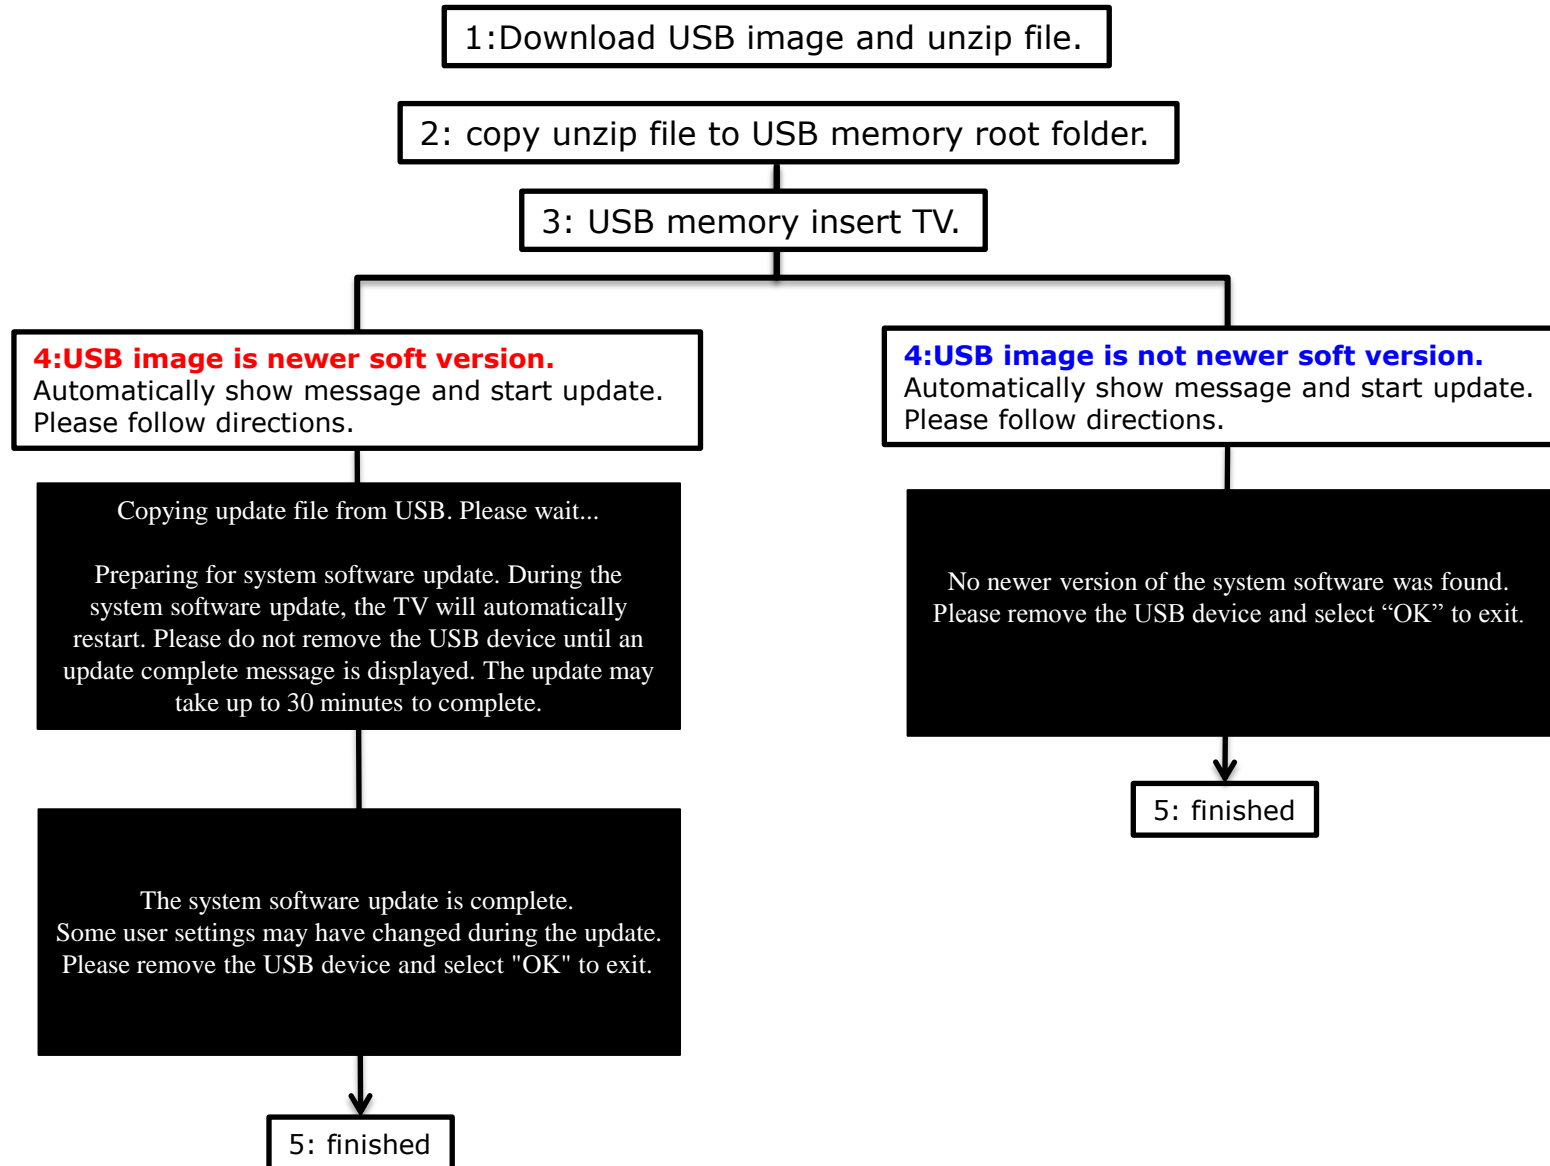 1:Download USB image and unzip file.
2: copy unzip file to USB memory root folder.
3: USB memory insert TV.
4:USB image is newer soft version.
Automatically show message and start update.
Please follow directions.
Copying update file from USB. Please wait...
Preparing for system software update. During the
system software update, the TV will automatically
restart. Please do not remove the USB device until an
update complete message is displayed. The update may
take up to 30 minutes to complete.
The system software update is complete.
Some user settings may have changed during the update.
Please remove the USB device and select "OK" to exit.
5: finished
4:USB image is not newer soft version.
Automatically show message and start update.
Please follow directions.
No newer version of the system software was found.
Please remove the USB device and select “OK” to exit.
5: finished